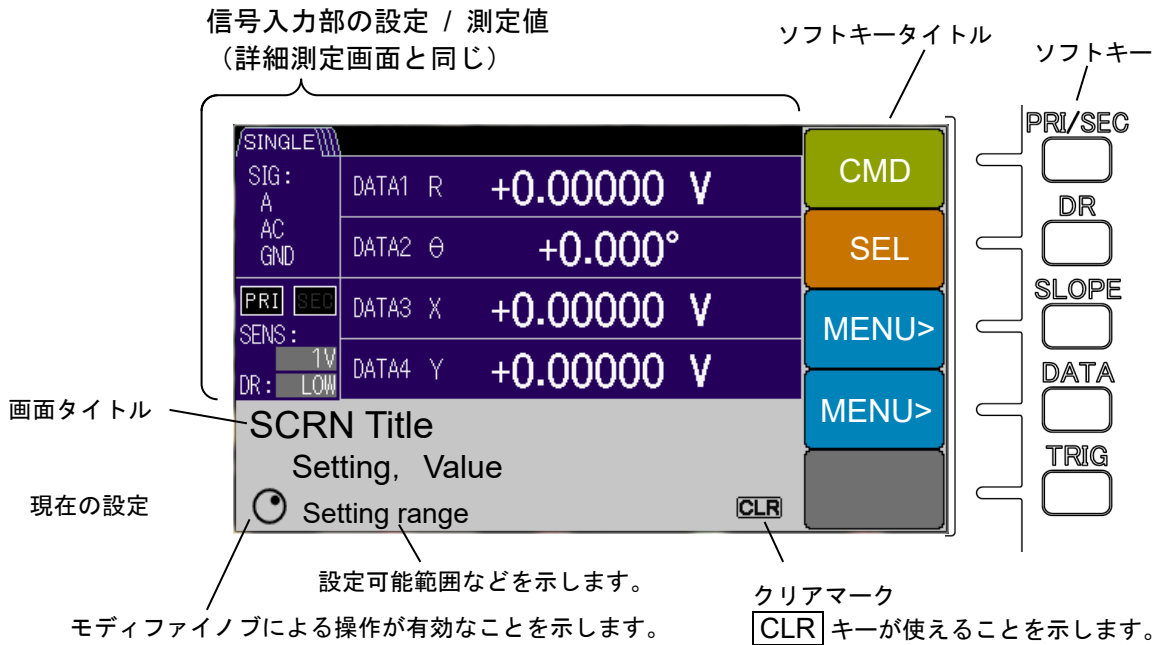 信号入力部の設定 / 測定値
（詳細測定画面と同じ）
ソフトキータイトル
ソフトキー
SINGLE
SIG:
A
AC
GND
DATA1 R +0.00000 V
DATA2 θ +0.000°
PRI SEC
SENS:
1V
DR: LOW
DATA3 X +0.00000 V
DATA4 Y +0.00000 V
CMD
SEL
MENU>
MENU>
PRI/SEC
DR
SLOPE
DATA
TRIG
画面タイトル
SCRN Title
Setting, Value
現在の設定
Setting range
CLR
設定可能範囲などを示します。
モディファイノブによる操作が有効なことを示します。
クリアマーク
CLR キーが使えることを示します。